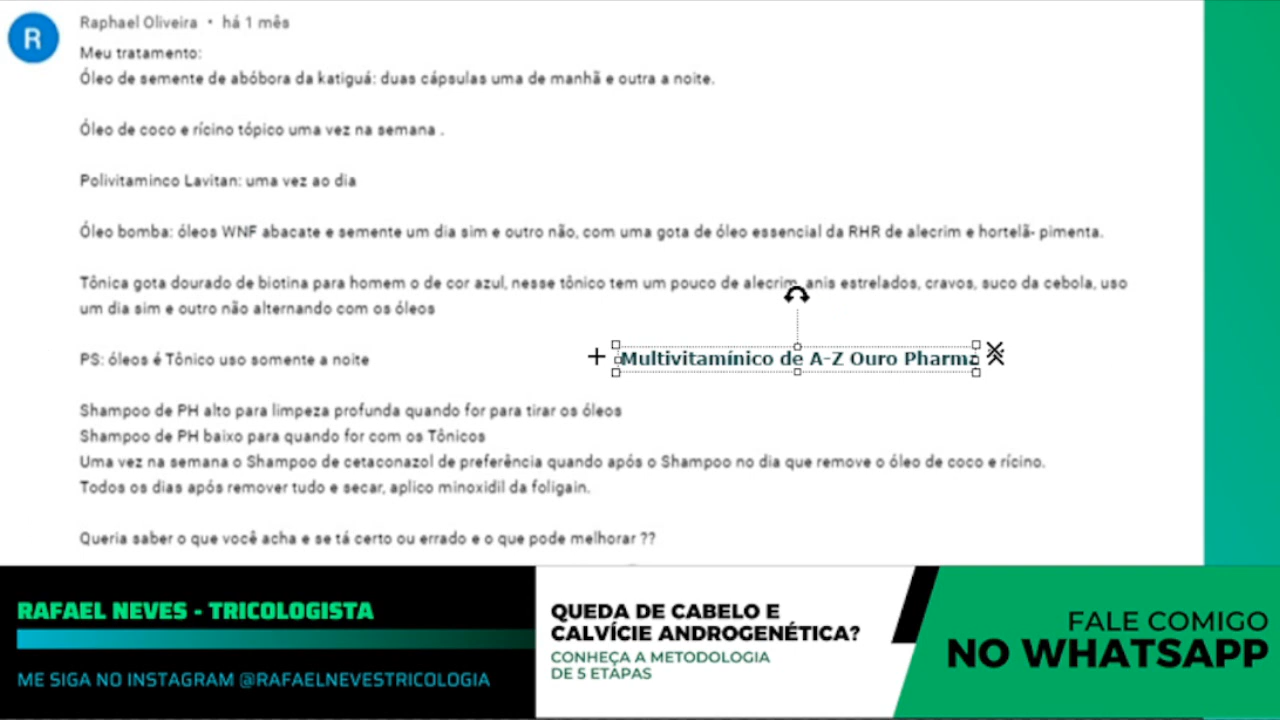 R
Raphael Oliveira • há 1 mês
Meu tratamento:
Óleo de semente de abóbora da katiguá: duas cápsulas uma de manhã e outra a noite.
Óleo de coco e rícino tópico uma vez na semana .
Polivitaminco Lavitan: uma vez ao dia
Óleo bomba: óleos WNF abacate e semente um dia sim e outro não, com uma gota de óleo essencial da RHR de alecrim e hortelã- pimenta.
Tônica gota dourado de biotina para homem o de cor azul, nesse tônico tem um pouco de alecrim, anis estrelados, cravos, suco da cebola, uso
um dia sim e outro não alternando com os óleos
PS: óleos é Tônico uso somente a noite
Multivitamínico de A-Z Ouro Pharma
Shampoo de PH alto para limpeza profunda quando for para tirar os óleos
Shampoo de PH baixo para quando for com os Tônicos
Uma vez na semana o Shampoo de cetaconazol de preferência quando após o Shampoo no dia que remove o óleo de coco e rícino.
Todos os dias após remover tudo e secar, aplico minoxidil da foligain.
Queria saber o que você acha e se tá certo ou errado e o que pode melhorar ??
RAFAEL NEVES - TRICOLOGISTA
ME SIGA NO INSTAGRAM @RAFAELNEVESTRICOLOGIA
QUEDA DE CABELO E
CALVÍCIE ANDROGENÉTICA?
CONHEÇA A METODOLOGIA
DE 5 ETAPAS
FALE COMIGO
NO WHATSAPP